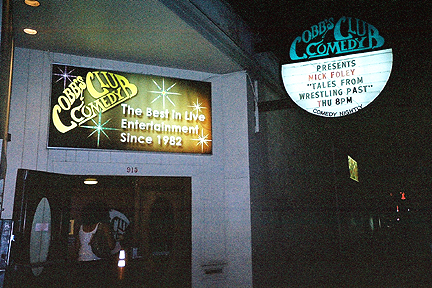 COBB'S CLUB
COMEDY
The Best in Live
Entertainment
Since 1982
915
COBB'S CLUB
COMEDY
PRESENTS
MICK FOLEY
"TALES FROM
WRESTLING PAST"
THU 8PM
COMEDY NIGHTLY